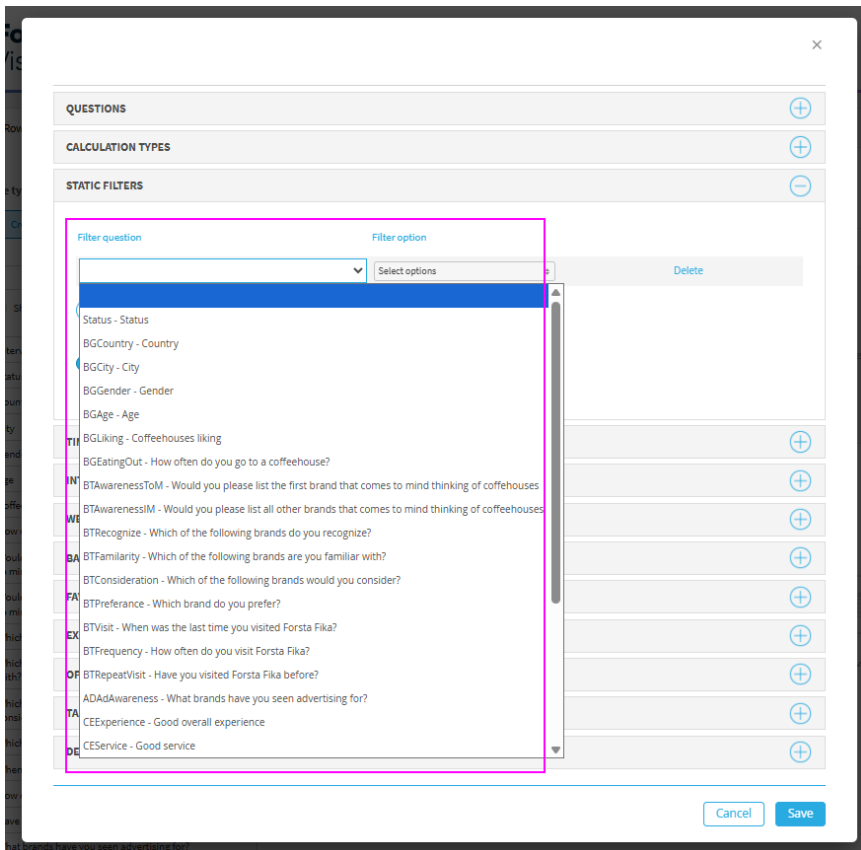 ×
QUESTIONS
CALCULATION TYPES
STATIC FILTERS
Filter question
Filter option
Select options
Delete
Status - Status
BGCountry - Country
BGCity - City
BGGender - Gender
BGAge - Age
BGLiking - Coffeehouses liking
BGEatingOut - How often do you go to a coffeehouse?
BTAwarenessToM - Would you please list the first brand that comes to mind thinking of coffehouses
BTAwarenessIM - Would you please list all other brands that comes to mind thinking of coffeehouses
BTRecognize - Which of the following brands do you recognize?
BTFamilarity - Which of the following brands are you familiar with?
BTConsideration - Which of the following brands would you consider?
BTPreferance - Which brand do you prefer?
BTVisit - When was the last time you visited Forsta Fika?
BTFrequency - How often do you visit Forsta Fika?
BTRepeatVisit - Have you visited Forsta Fika before?
ADAdAwareness - What brands have you seen advertising for?
CEExperience - Good overall experience
CEService - Good service
Cancel
Save
hat brands have you seen advertising for?